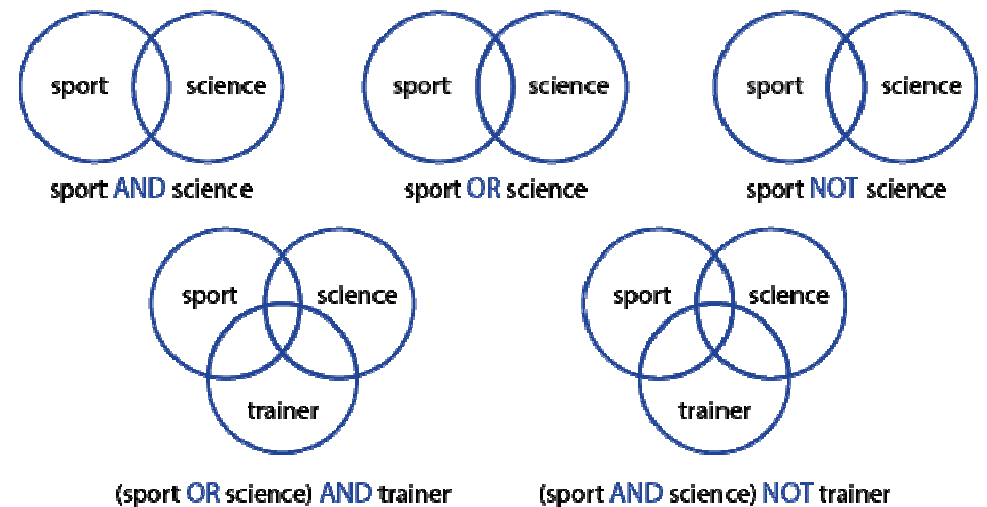 sport science
sport science
sport science
sport AND science
sport OR science
sport NOT science
sport science
trainer
sport science
trainer
(sport OR science) AND trainer
(sport AND science) NOT trainer